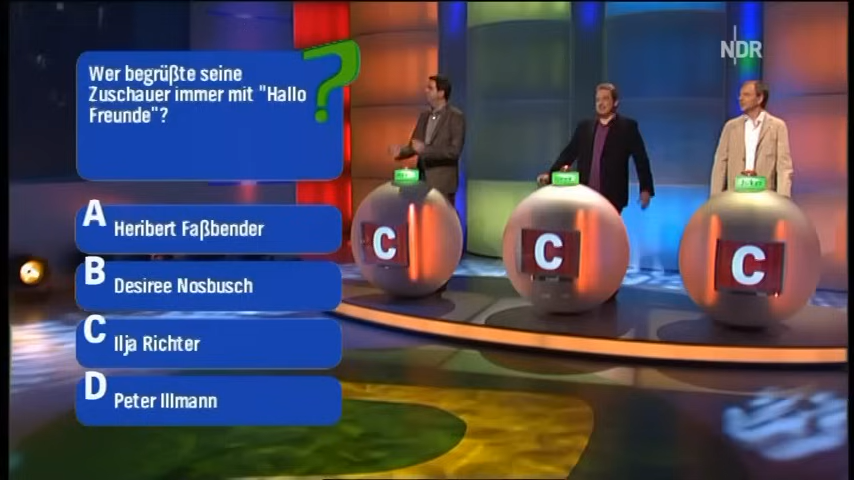 NDR
Wer begrüßte seine
Zuschauer immer mit "Hallo
Freunde"?
?
A Heribert Faßbender
B Desiree Nosbusch
C Ilja Richter
D Peter Illmann
C
C
C